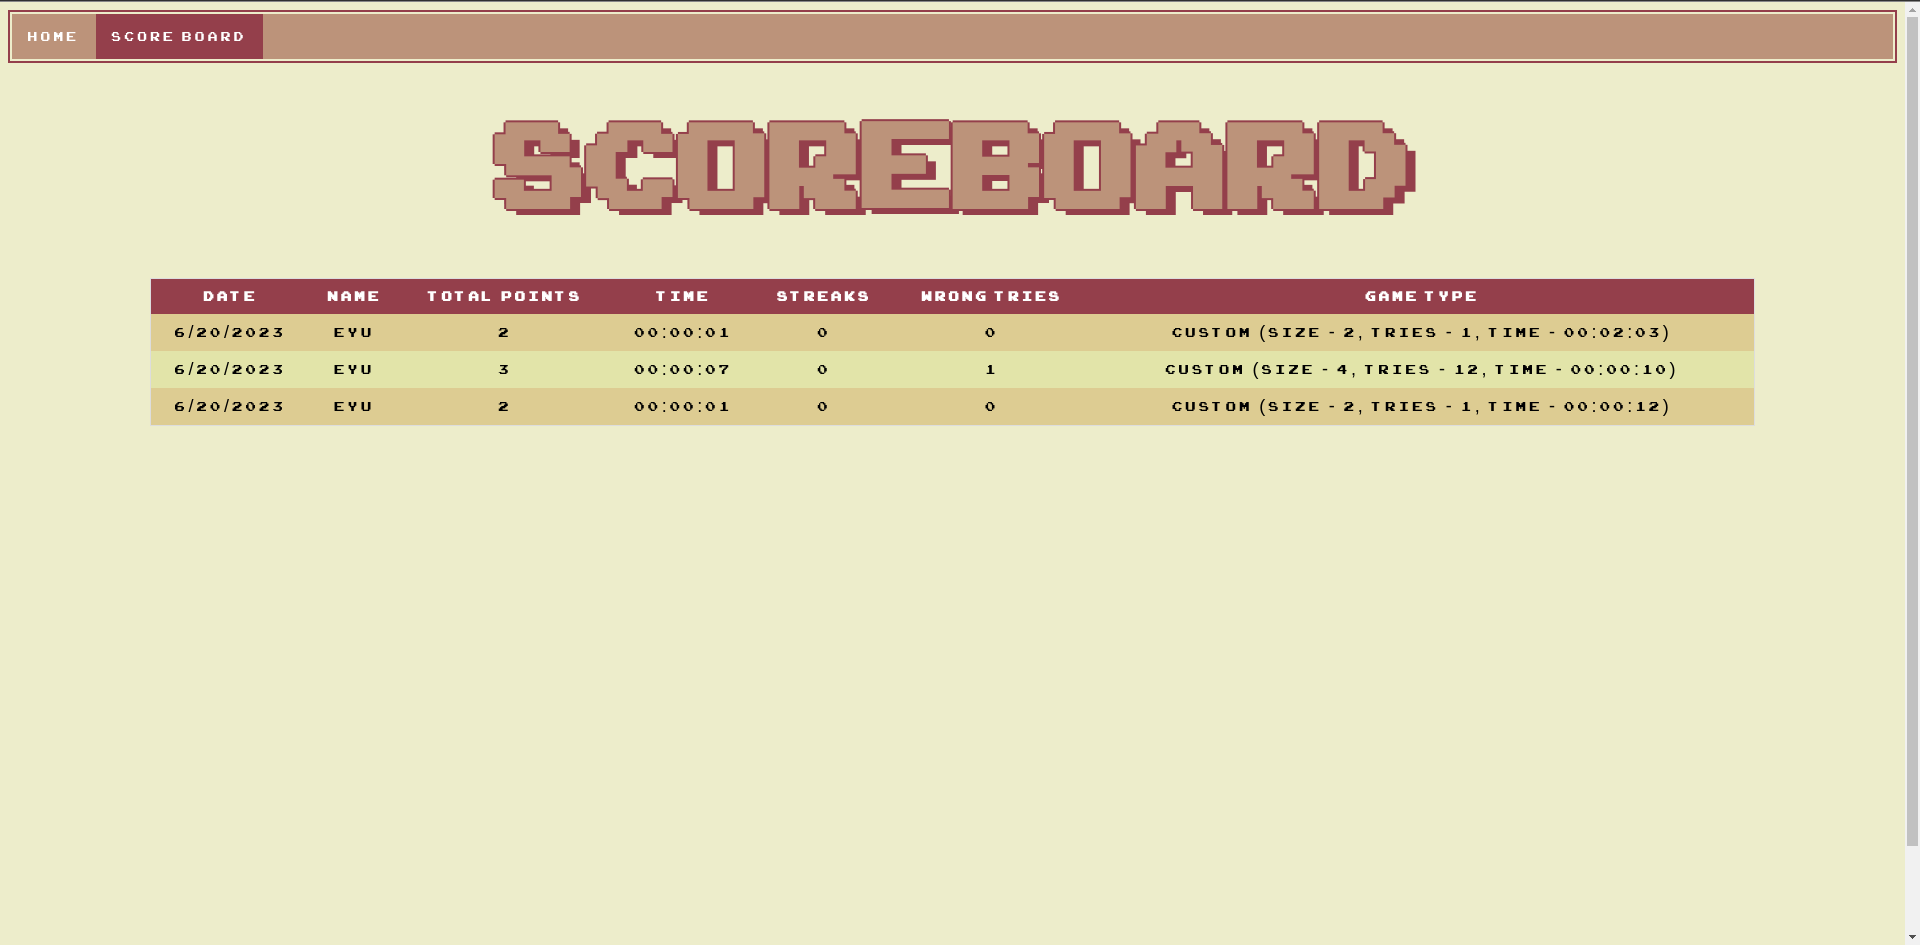 HOME SCORE BOARD
SCOREBOARD
DATE NAME TOTAL POINTS TIME STREAKS WRONG TRIES GAME TYPE
6/20/2023 EYU 2 00:00:01 0 0 CUSTOM (SIZE - 2, TRIES - 1, TIME - 00:02:03)
6/20/2023 EYU 3 00:00:07 0 1 CUSTOM (SIZE - 4, TRIES - 12, TIME - 00:00:10)
6/20/2023 EYU 2 00:00:01 0 0 CUSTOM (SIZE - 2, TRIES - 1, TIME - 00:00:12)